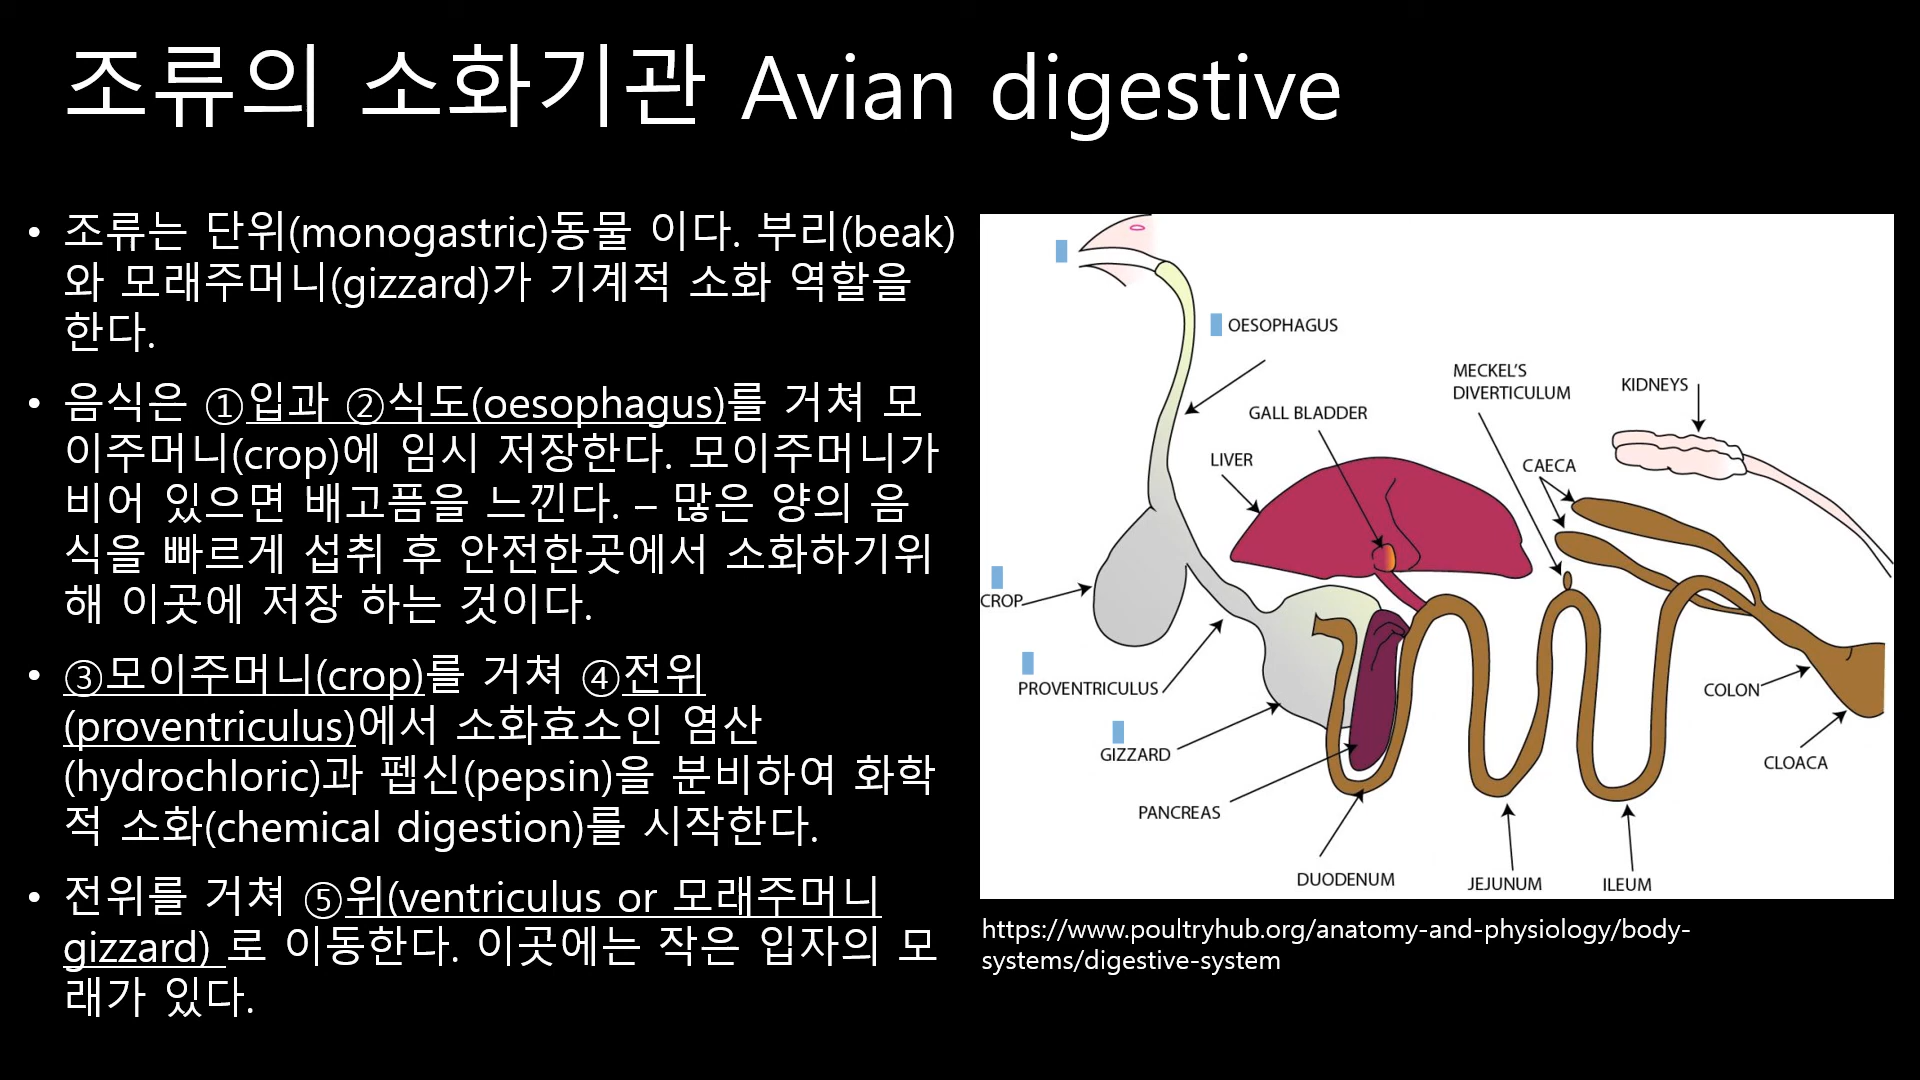 조류의 소화기관 Avian digestive
• 조류는 단위(monogastric)동물 이다. 부리(beak)
와 모래주머니(gizzard)가 기계적 소화 역할을
한다.
• 음식은 ①입과 ②식도(oesophagus)를 거쳐 모
이주머니(crop)에 임시 저장한다. 모이주머니가
비어 있으면 배고픔을 느낀다. – 많은 양의 음
식을 빠르게 섭취 후 안전한곳에서 소화하기위
해 이곳에 저장 하는 것이다.
• ③모이주머니(crop)를 거쳐 ④전위
(proventriculus)에서 소화효소인 염산
(hydrochloric)과 펩신(pepsin)을 분비하여 화학
적 소화(chemical digestion)를 시작한다.
• 전위를 거쳐 ⑤위(ventriculus or 모래주머니
gizzard) 로 이동한다. 이곳에는 작은 입자의 모
래가 있다.
OESOPHAGUS
MECKEL'S
DIVERTICULUM
KIDNEYS
GALL BLADDER
LIVER
CAECA
CROP
PROVENTRICULUS
COLON
GIZZARD
CLOACA
PANCREAS
DUODENUM
JEJUNUM
ILEUM
https://www.poultryhub.org/anatomy-and-physiology/body-
systems/digestive-system